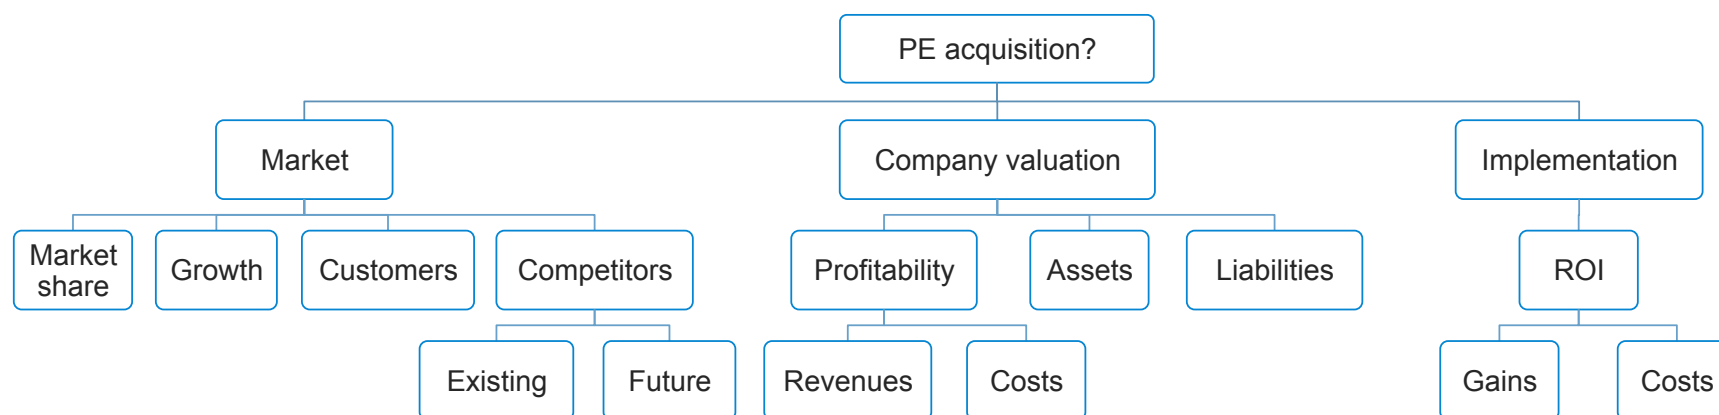 PE acquisition?
Market
Company valuation
Implementation
Market
share
Growth
Customers
Competitors
Profitability
Assets
Liabilities
ROI
Existing
Future
Revenues
Costs
Gains
Costs